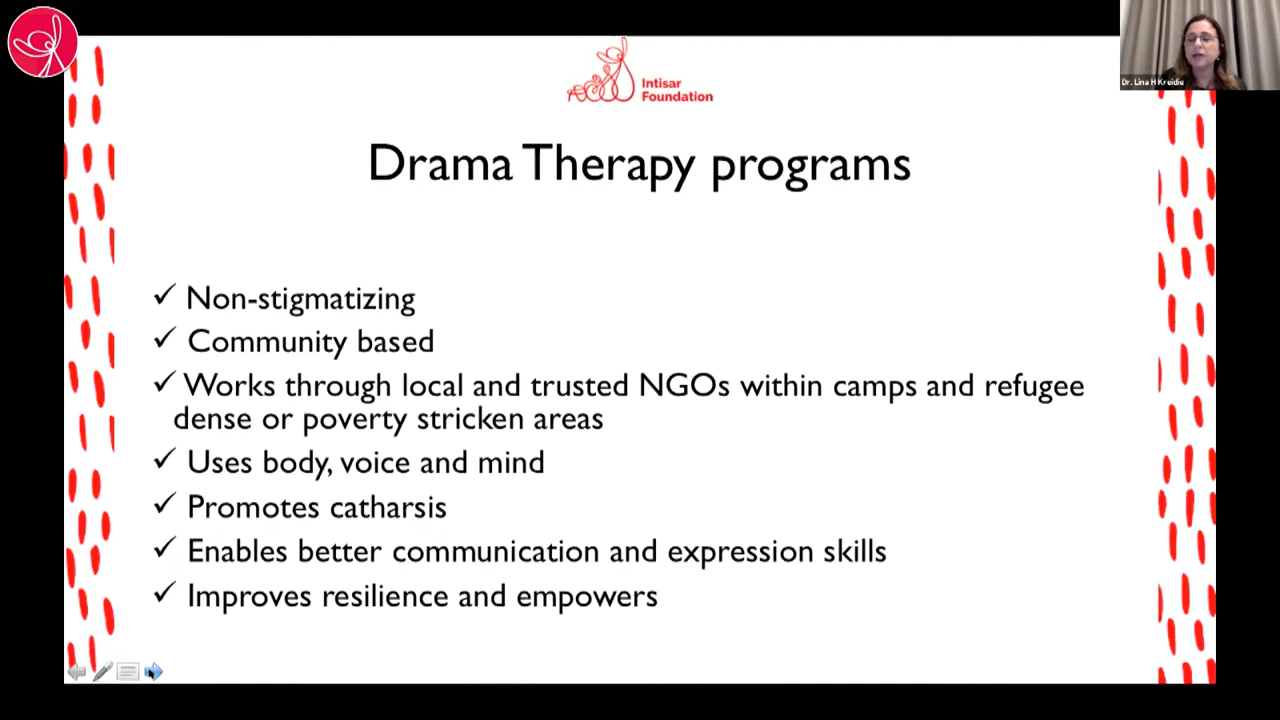 Intisar
Foundation
Dr. Lina H Kreidie
Drama Therapy programs
✓ Non-stigmatizing
✓ Community based
✓ Works through local and trusted NGOs within camps and refugee
dense or poverty stricken areas
✓ Uses body, voice and mind
✓ Promotes catharsis
✓ Enables better communication and expression skills
✓ Improves resilience and empowers